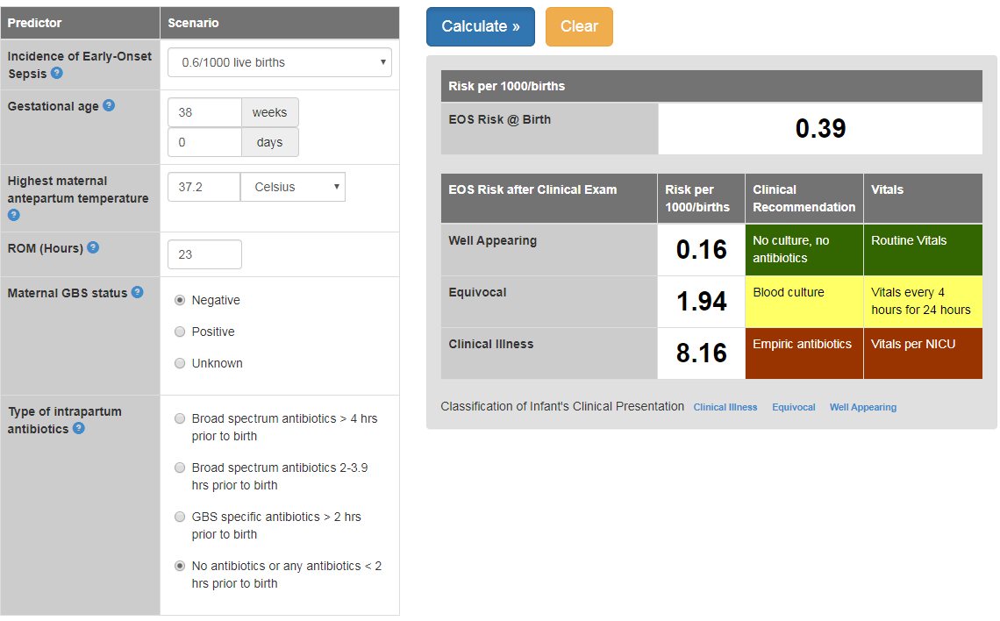 Predictor
Scenario
Incidence of Early-Onset
Sepsis ?
0.6/1000 live births
Gestational age ?
38
weeks
0
days
Highest maternal
antepartum temperature
?
37.2
Celsius
ROM (Hours) ?
23
Maternal GBS status ?
Negative
Positive
Unknown
Type of intrapartum
antibiotics ?
Broad spectrum antibiotics > 4 hrs
prior to birth
Broad spectrum antibiotics 2-3.9
hrs prior to birth
GBS specific antibiotics > 2 hrs
prior to birth
No antibiotics or any antibiotics < 2
hrs prior to birth
Calculate »
Clear
Risk per 1000/births
EOS Risk @ Birth
0.39
EOS Risk after Clinical Exam
Risk per
1000/births
Clinical
Recommendation
Vitals
Well Appearing
0.16
No culture, no
antibiotics
Routine Vitals
Equivocal
1.94
Blood culture
Vitals every 4
hours for 24 hours
Clinical Illness
8.16
Empiric antibiotics
Vitals per NICU
Classification of Infant's Clinical Presentation Clinical Illness Equivocal Well Appearing